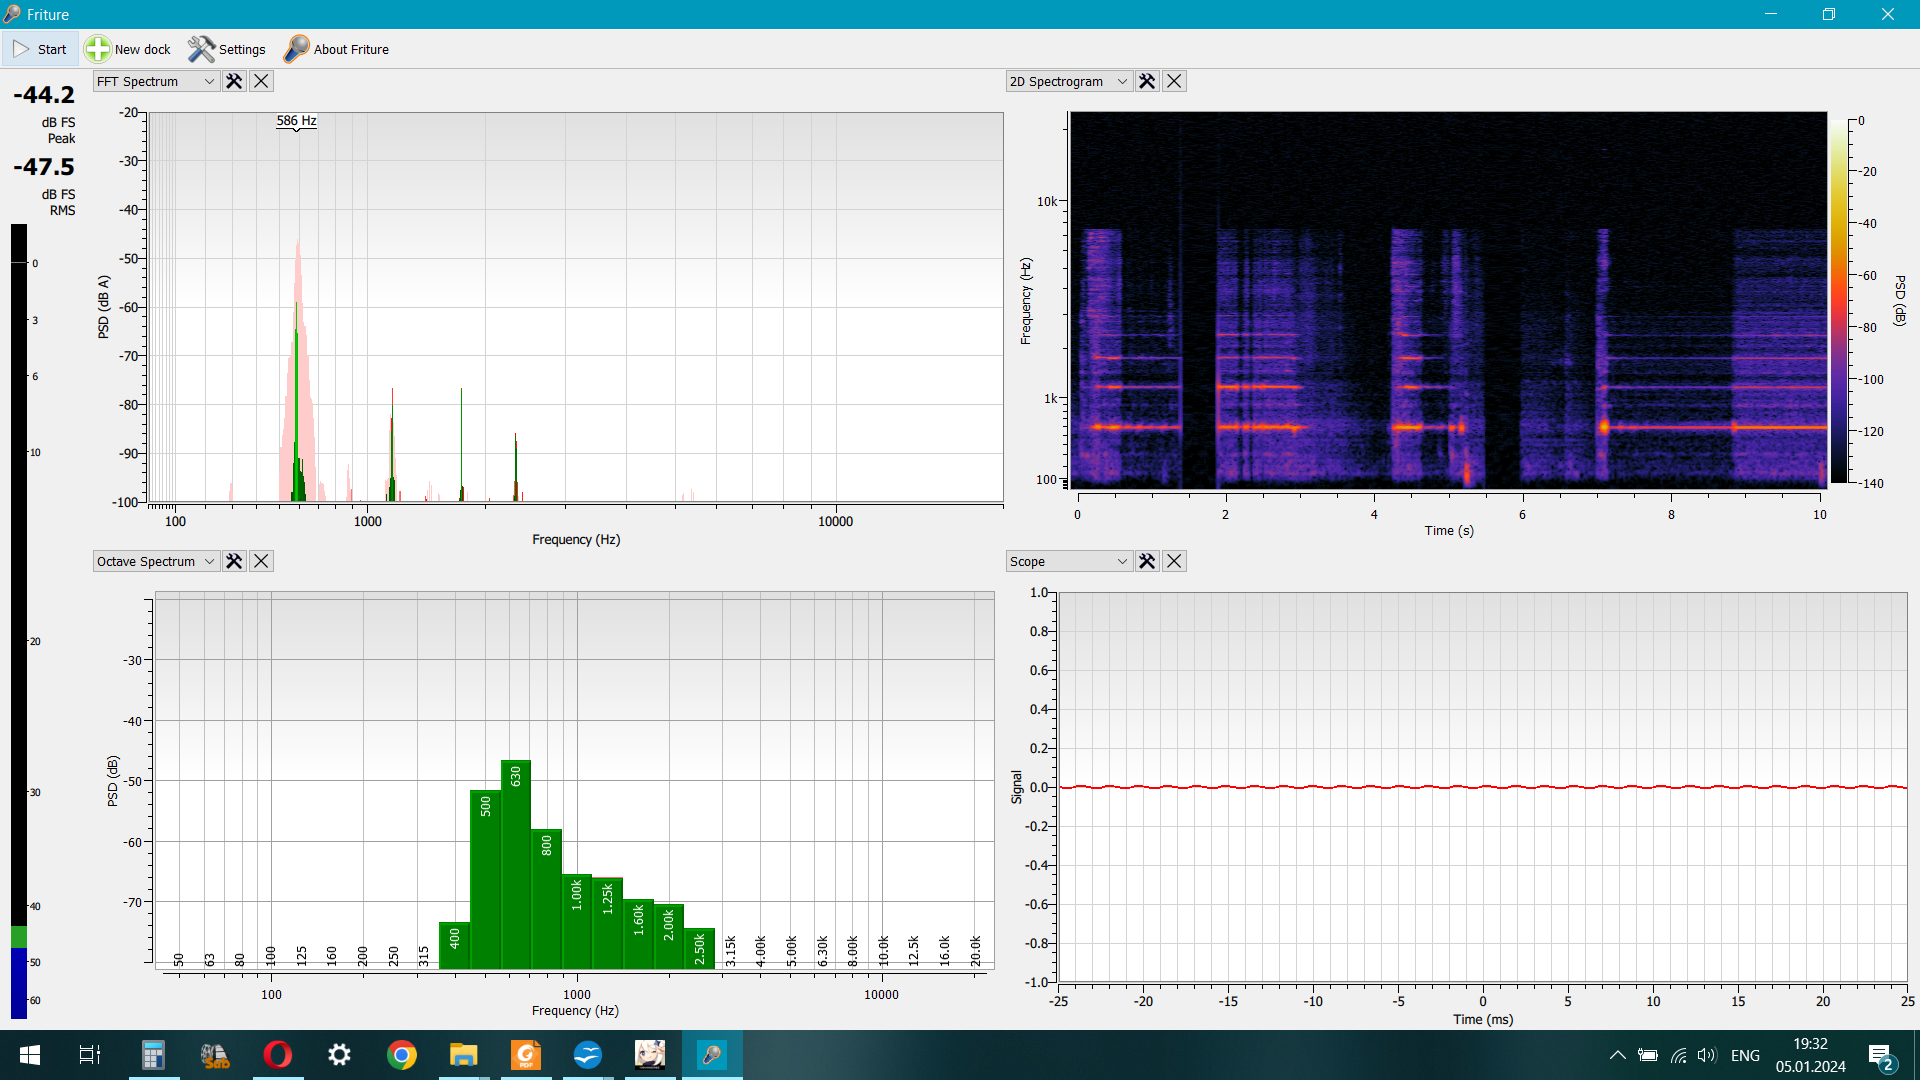 Friture
Start
New dock
Settings
About Friture
-44.2
dB FS
Peak
-47.5
dB FS
RMS
0
3
6
10
20
30
40
50
60
FFT Spectrum
586 Hz
PSD (dB A)
-20
-30
-40
-50
-60
-70
-80
-90
-100
100 1000 10000
Frequency (Hz)
2D Spectrogram
Frequency (Hz)
10k
1k
100
0 2 4 6 8 10
Time (s)
0
-20
-40
-60
-80
-100
-120
-140
PSD (dB)
Octave Spectrum
PSD (dB)
-30
-40
-50
-60
-70
50 63 80 100 125 160 200 250 315 400 500 630 800 1.00k 1.25k 1.60k 2.00k 2.50k 3.15k 4.00k 5.00k 6.30k 8.00k 10.0k 12.5k 16.0k 20.0k
100 1000 10000
Frequency (Hz)
Scope
Signal
1.0
0.8
0.6
0.4
0.2
0.0
-0.2
-0.4
-0.6
-0.8
-1.0
-25 -20 -15 -10 -5 0 5 10 15 20 25
Time (ms)
PDF
ENG
19:32
05.01.2024
2